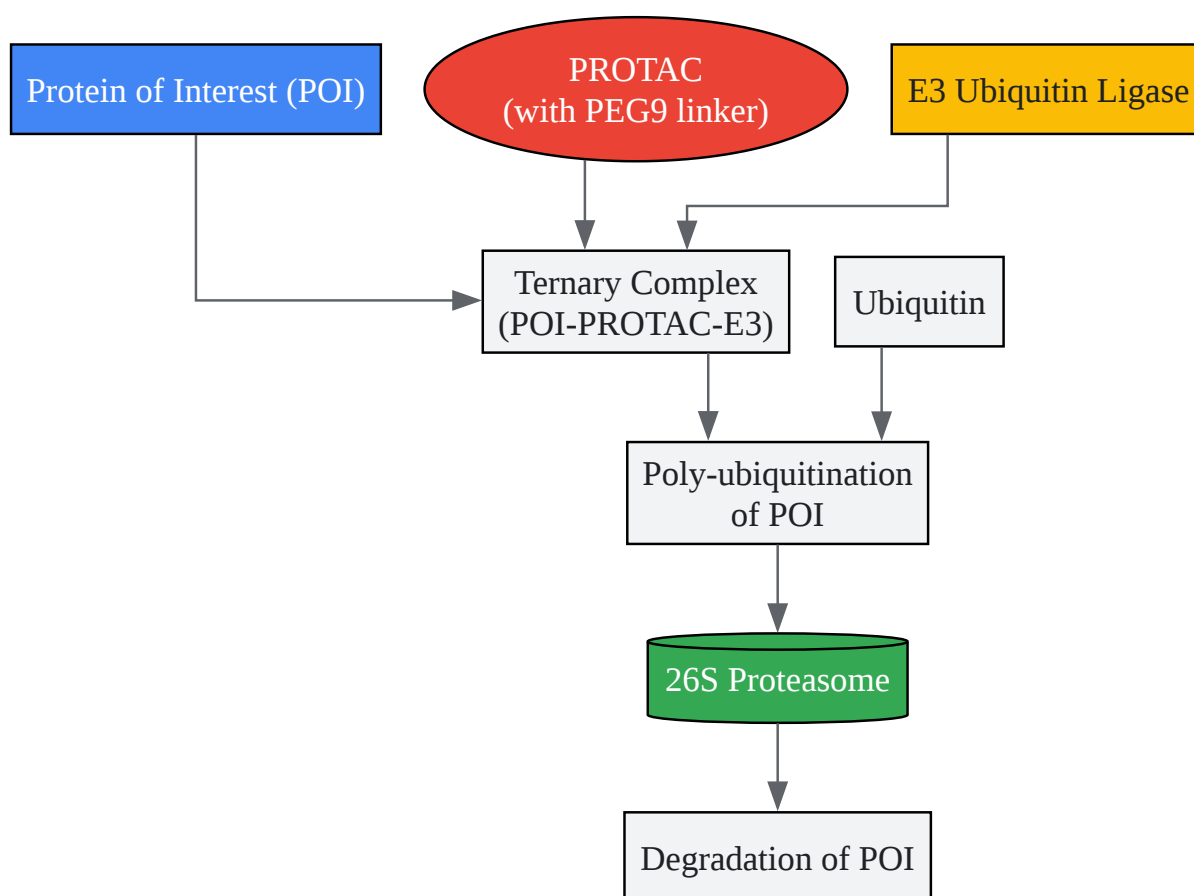 Protein of Interest (POI)
PROTAC
(with PEG9 linker)
E3 Ubiquitin Ligase
Ternary Complex
(POI-PROTAC-E3)
Ubiquitin
Poly-ubiquitination
of POI
26S Proteasome
Degradation of POI